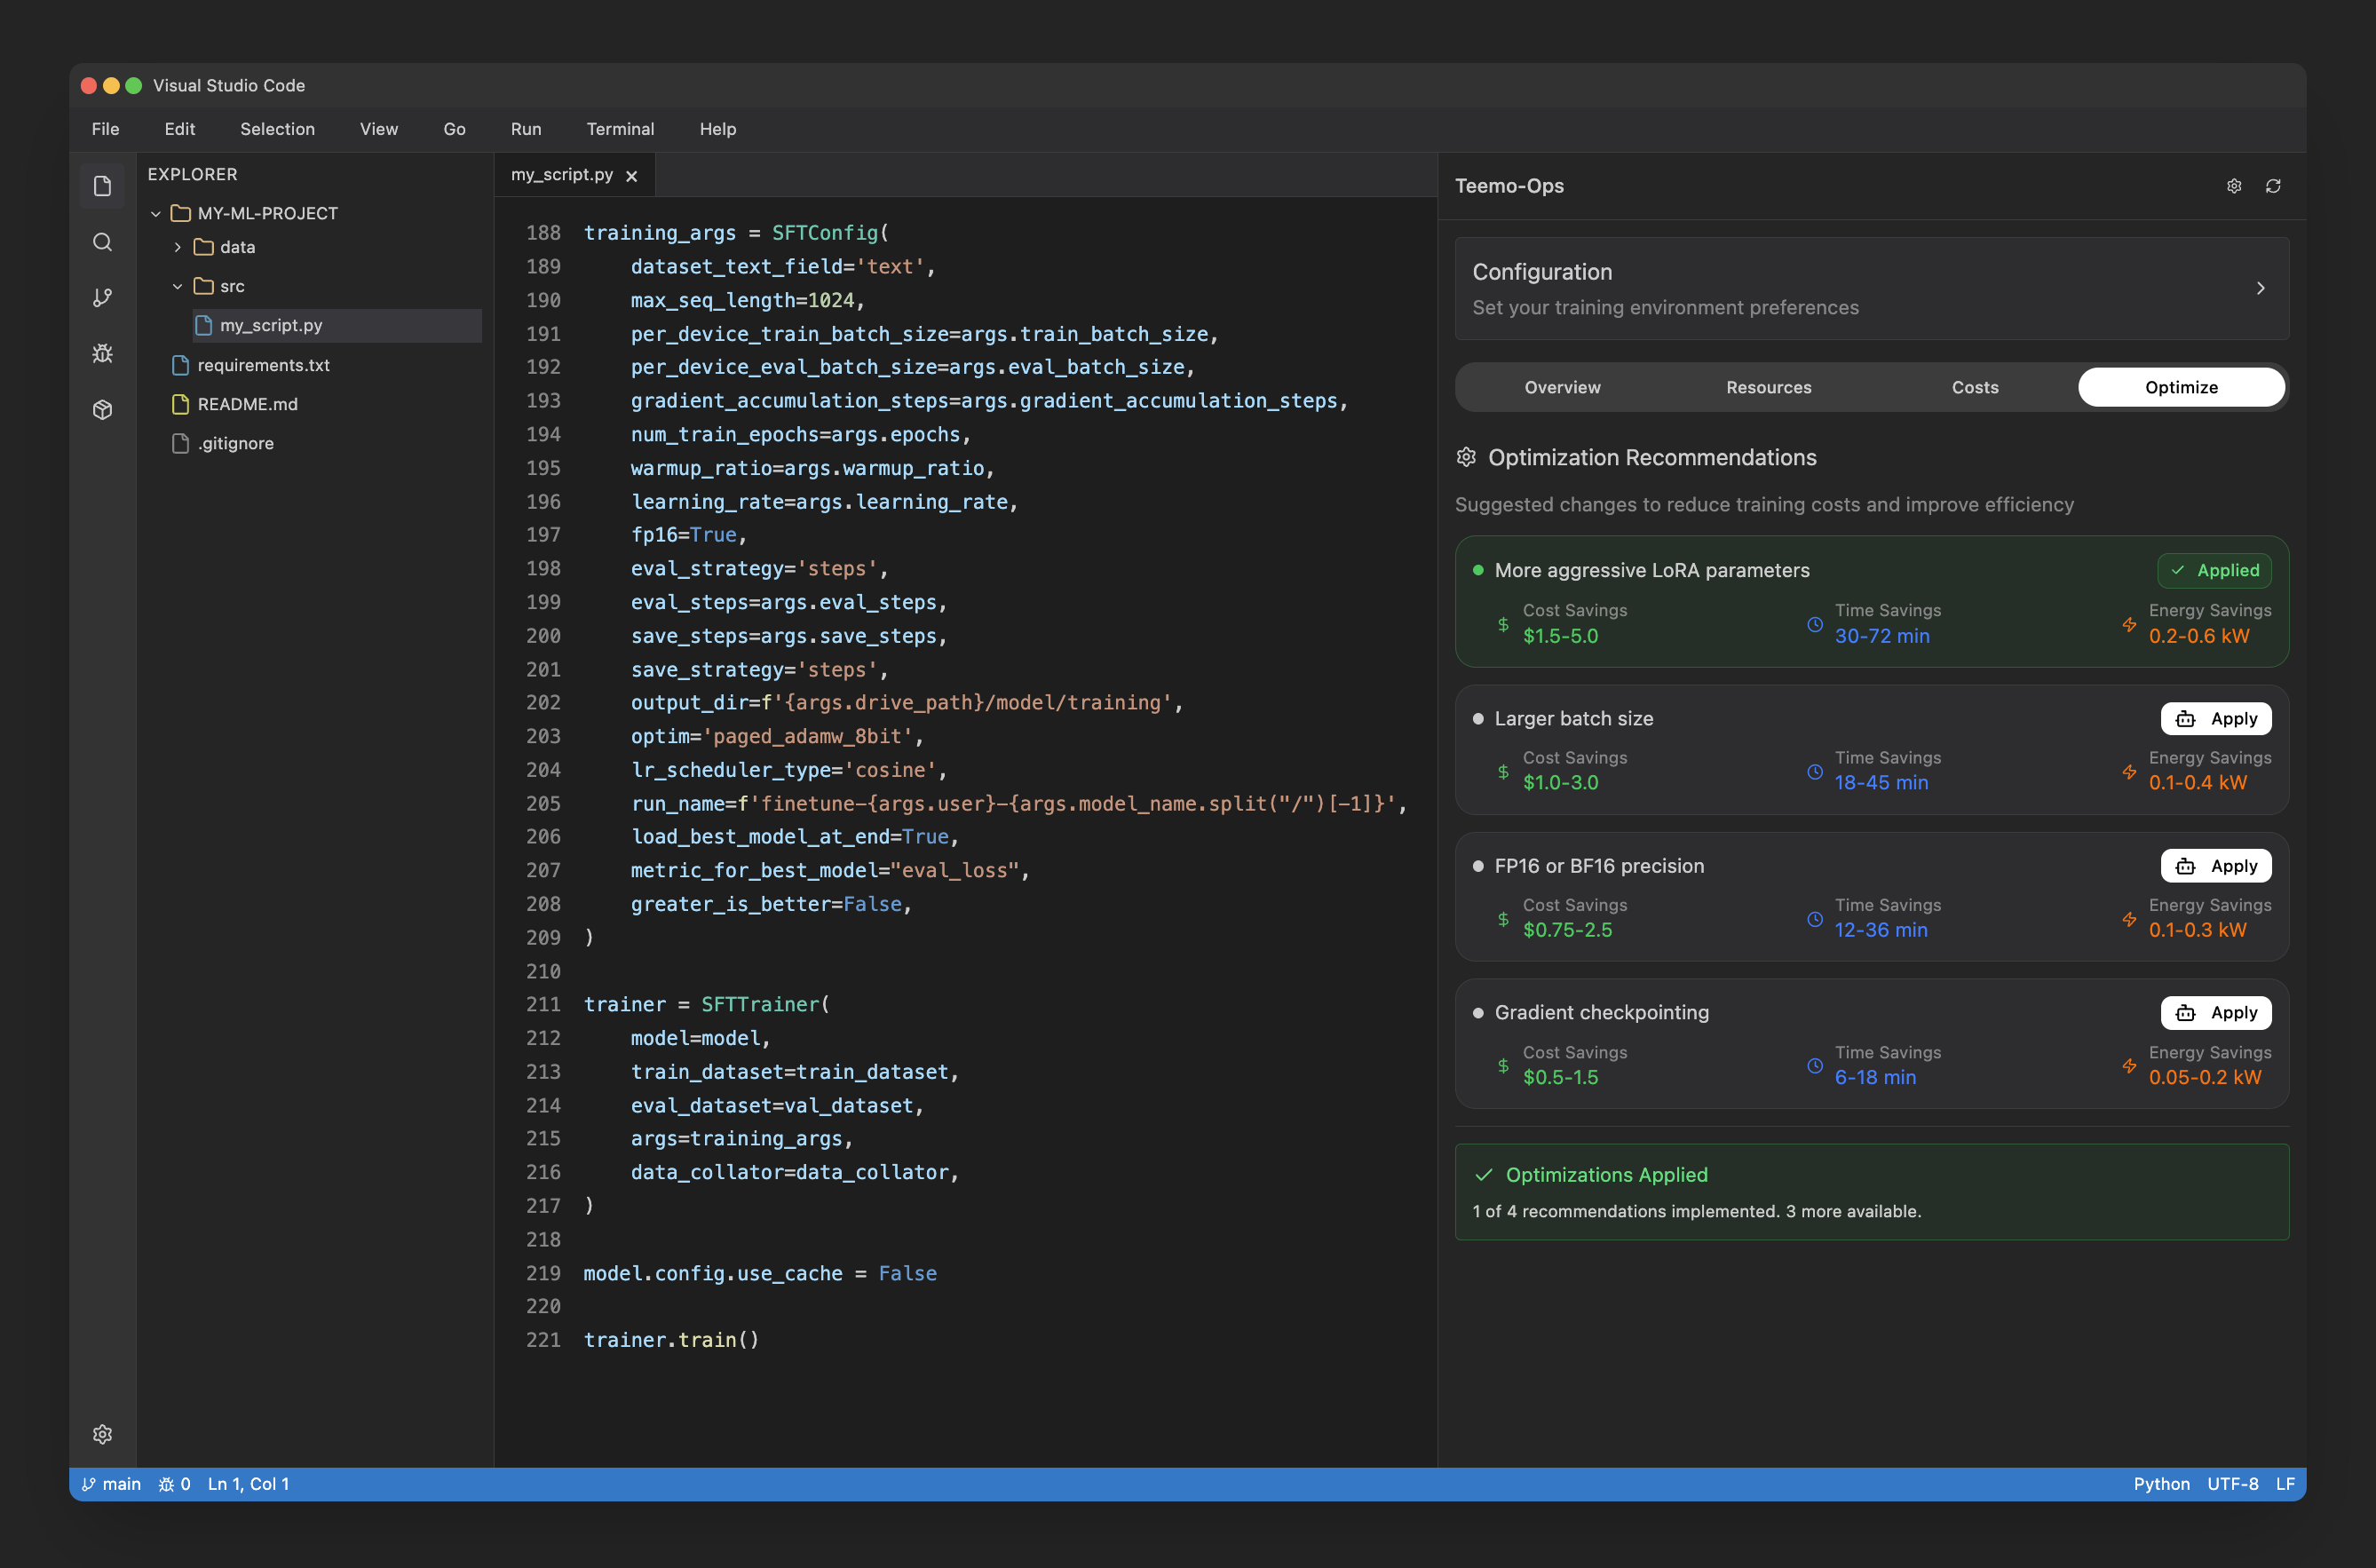 Visual Studio Code
File Edit Selection View Go Run Terminal Help
EXPLORER
MY-ML-PROJECT
data
src
my_script.py
requirements.txt
README.md
.gitignore
my_script.py ×
188 training_args = SFTConfig(
189     dataset_text_field='text',
190     max_seq_length=1024,
191     per_device_train_batch_size=args.train_batch_size,
192     per_device_eval_batch_size=args.eval_batch_size,
193     gradient_accumulation_steps=args.gradient_accumulation_steps,
194     num_train_epochs=args.epochs,
195     warmup_ratio=args.warmup_ratio,
196     learning_rate=args.learning_rate,
197     fp16=True,
198     eval_strategy='steps',
199     eval_steps=args.eval_steps,
200     save_steps=args.save_steps,
201     save_strategy='steps',
202     output_dir=f'{args.drive_path}/model/training',
203     optim='paged_adamw_8bit',
204     lr_scheduler_type='cosine',
205     run_name=f'finetune-{args.user}-{args.model_name.split("/")[-1]}',
206     load_best_model_at_end=True,
207     metric_for_best_model="eval_loss",
208     greater_is_better=False,
209 )
210
211 trainer = SFTTrainer(
212     model=model,
213     train_dataset=train_dataset,
214     eval_dataset=val_dataset,
215     args=training_args,
216     data_collator=data_collator,
217 )
218
219 model.config.use_cache = False
220
221 trainer.train()
Teemo-Ops
Configuration
Set your training environment preferences
Overview Resources Costs Optimize
Optimization Recommendations
Suggested changes to reduce training costs and improve efficiency
More aggressive LoRA parameters Applied
Cost Savings Time Savings Energy Savings
$1.5-5.0 30-72 min 0.2-0.6 kW
Larger batch size Apply
Cost Savings Time Savings Energy Savings
$1.0-3.0 18-45 min 0.1-0.4 kW
FP16 or BF16 precision Apply
Cost Savings Time Savings Energy Savings
$0.75-2.5 12-36 min 0.1-0.3 kW
Gradient checkpointing Apply
Cost Savings Time Savings Energy Savings
$0.5-1.5 6-18 min 0.05-0.2 kW
Optimizations Applied
1 of 4 recommendations implemented. 3 more available.
main 0 Ln 1, Col 1 Python UTF-8 LF